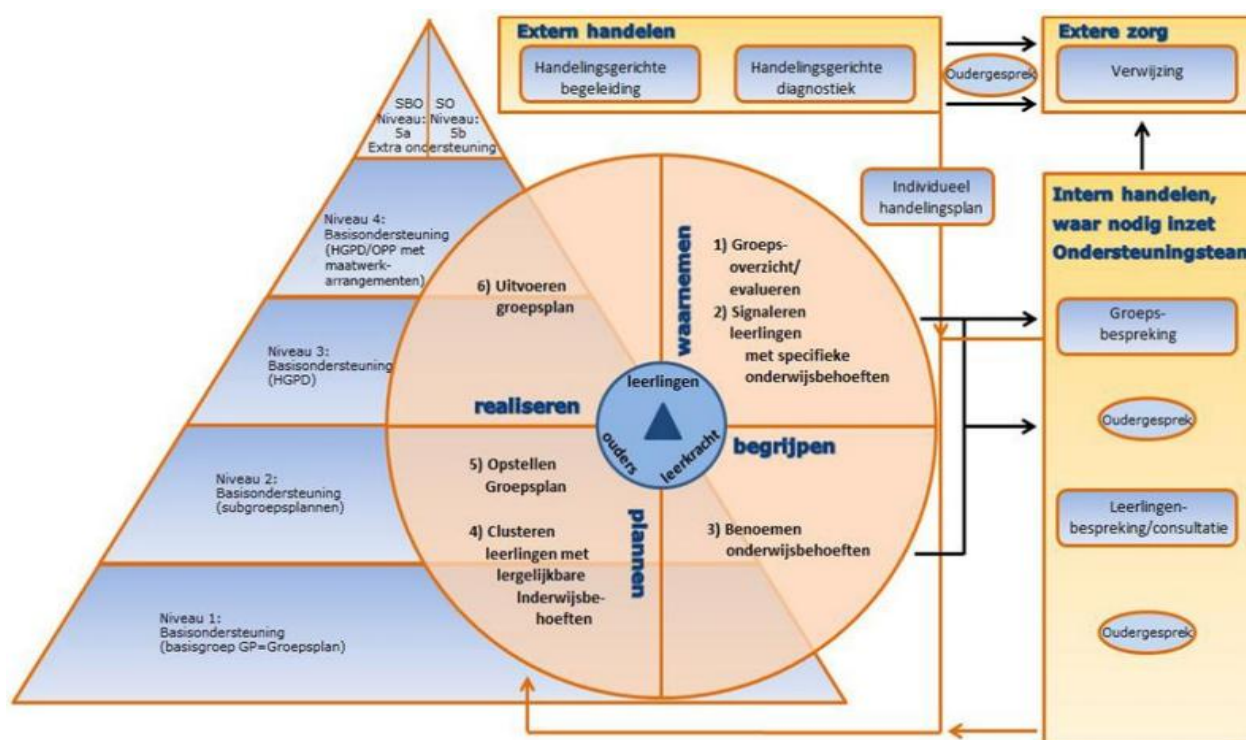 Extern handelen
Handelingsgerichte
begeleiding
Handelingsgerichte
diagnostiek
Oudergesprek
Extere zorg
Verwijzing
SBO
Niveau:
5a
SO
Niveau:
5b
Extra ondersteuning
Niveau 4:
Basisondersteuning
(HGPD/OPP met
maatwerk-
arrangementen)
Niveau 3:
Basisondersteuning
(HGPD)
Niveau 2:
Basisondersteuning
(subgroepsplannen)
Niveau 1:
Basisondersteuning
(basisgroep GP=Groepsplan)
waarnemen
1) Groeps-
overzicht/
evalueren
2) Signaleren
leerlingen
met specifieke
onderwijsbehoeften
begrijpen
3) Benoemen
onderwijsbehoeften
plannen
4) Clusteren
leerlingen met
lergelijkbare
Inderwijsbe-
hoeften
5) Opstellen
Groepsplan
realiseren
6) Uitvoeren
groepsplan
leerlingen
ouders
leerkracht
Individueel
handelingsplan
Intern handelen,
waar nodig inzet
Ondersteuningsteam
Groeps-
bespreking
Oudergesprek
Leerlingen-
bespreking/consultatie
Oudergesprek